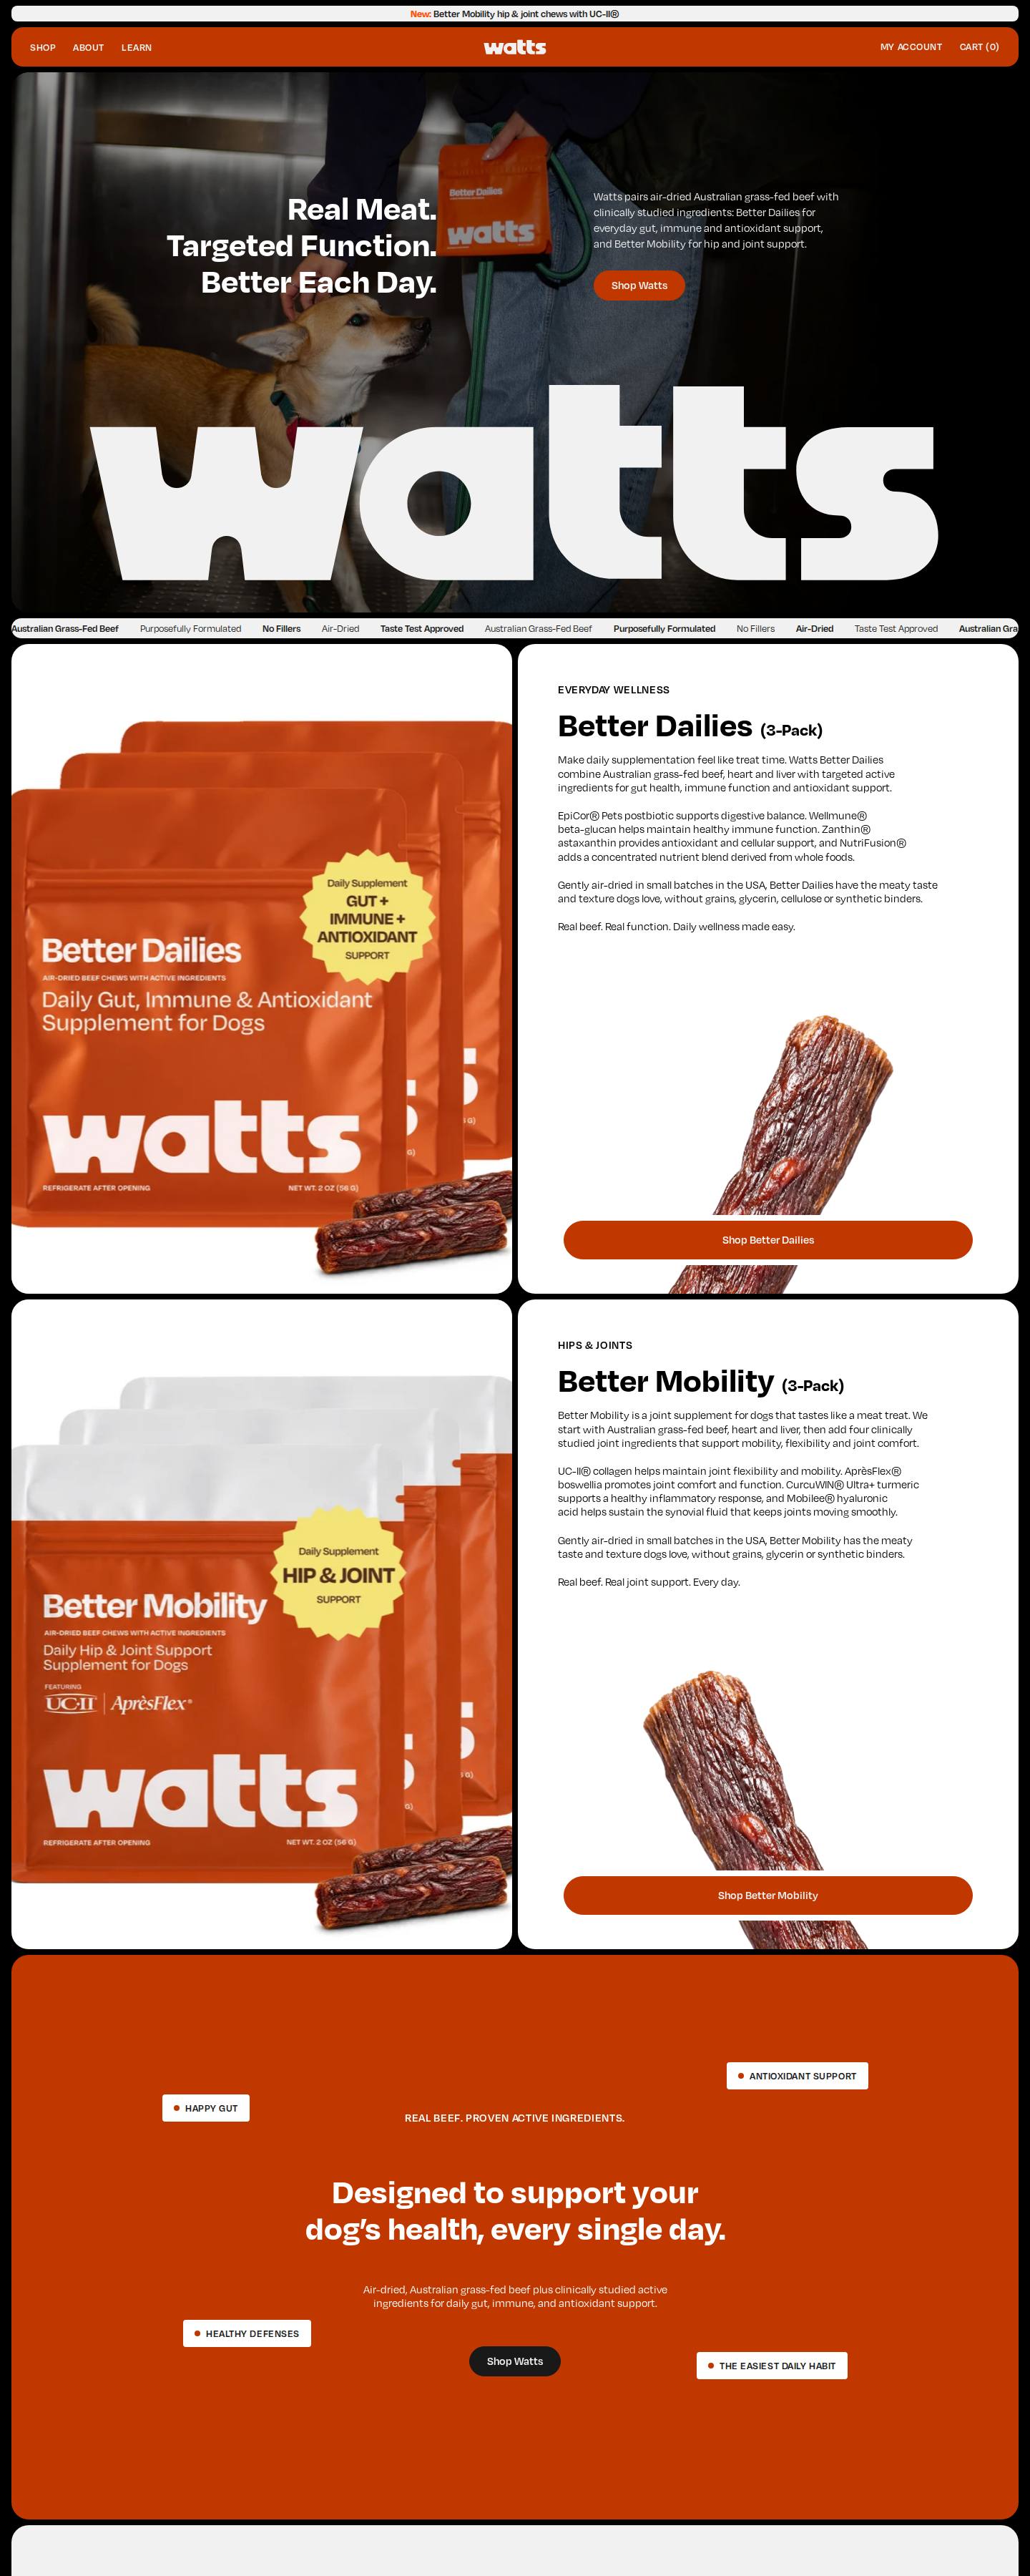 New: Better Mobility hip & joint chews with UC-II®
SHOP
ABOUT
LEARN
watts
MY ACCOUNT
CART (0)
Better Dailies
watts
Real Meat.
Targeted Function.
Better Each Day.
Watts pairs air-dried Australian grass-fed beef with
clinically studied ingredients: Better Dailies for
everyday gut, immune and antioxidant support,
and Better Mobility for hip and joint support.
Shop Watts
watts
Australian Grass-Fed Beef Purposefully Formulated No Fillers Air-Dried Taste Test Approved Australian Grass-Fed Beef Purposefully Formulated No Fillers Air-Dried Taste Test Approved Australian Gra
Daily Supplement
GUT +
IMMUNE +
ANTIOXIDANT
SUPPORT
Better Dailies
AIR-DRIED BEEF CHEWS WITH ACTIVE INGREDIENTS
Daily Gut, Immune & Antioxidant
Supplement for Dogs
watts
REFRIGERATE AFTER OPENING
NET WT. 2 OZ (56 G)
EVERYDAY WELLNESS
Better Dailies (3-Pack)
Make daily supplementation feel like treat time. Watts Better Dailies
combine Australian grass-fed beef, heart and liver with targeted active
ingredients for gut health, immune function and antioxidant support.
EpiCor® Pets postbiotic supports digestive balance. Wellmune®
beta-glucan helps maintain healthy immune function. Zanthin®
astaxanthin provides antioxidant and cellular support, and NutriFusion®
adds a concentrated nutrient blend derived from whole foods.
Gently air-dried in small batches in the USA, Better Dailies have the meaty taste
and texture dogs love, without grains, glycerin, cellulose or synthetic binders.
Real beef. Real function. Daily wellness made easy.
Shop Better Dailies
Daily Supplement
HIP & JOINT
SUPPORT
Better Mobility
AIR-DRIED BEEF CHEWS WITH ACTIVE INGREDIENTS
Daily Hip & Joint Support
Supplement for Dogs
FEATURING
UC-II AprèsFlex®
watts
REFRIGERATE AFTER OPENING
NET WT. 2 OZ (56 G)
HIPS & JOINTS
Better Mobility (3-Pack)
Better Mobility is a joint supplement for dogs that tastes like a meat treat. We
start with Australian grass-fed beef, heart and liver, then add four clinically
studied joint ingredients that support mobility, flexibility and joint comfort.
UC-II® collagen helps maintain joint flexibility and mobility. AprèsFlex®
boswellia promotes joint comfort and function. CurcuWIN® Ultra+ turmeric
supports a healthy inflammatory response, and Mobilee® hyaluronic
acid helps sustain the synovial fluid that keeps joints moving smoothly.
Gently air-dried in small batches in the USA, Better Mobility has the meaty
taste and texture dogs love, without grains, glycerin or synthetic binders.
Real beef. Real joint support. Every day.
Shop Better Mobility
ANTIOXIDANT SUPPORT
HAPPY GUT
REAL BEEF. PROVEN ACTIVE INGREDIENTS.
Designed to support your
dog's health, every single day.
Air-dried, Australian grass-fed beef plus clinically studied active
ingredients for daily gut, immune, and antioxidant support.
HEALTHY DEFENSES
Shop Watts
THE EASIEST DAILY HABIT